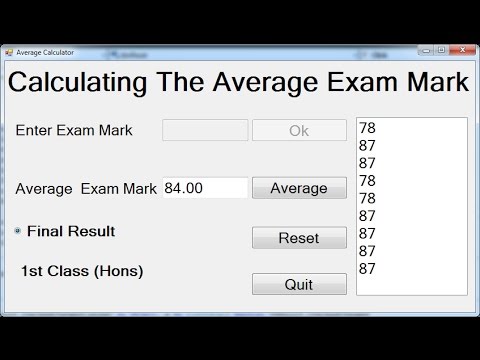 Average Calculator
Calculating The Average Exam Mark
Enter Exam Mark
Ok
Average Exam Mark 84.00
Average
Final Result
Reset
1st Class (Hons)
Quit
78
87
87
78
78
87
87
87
87